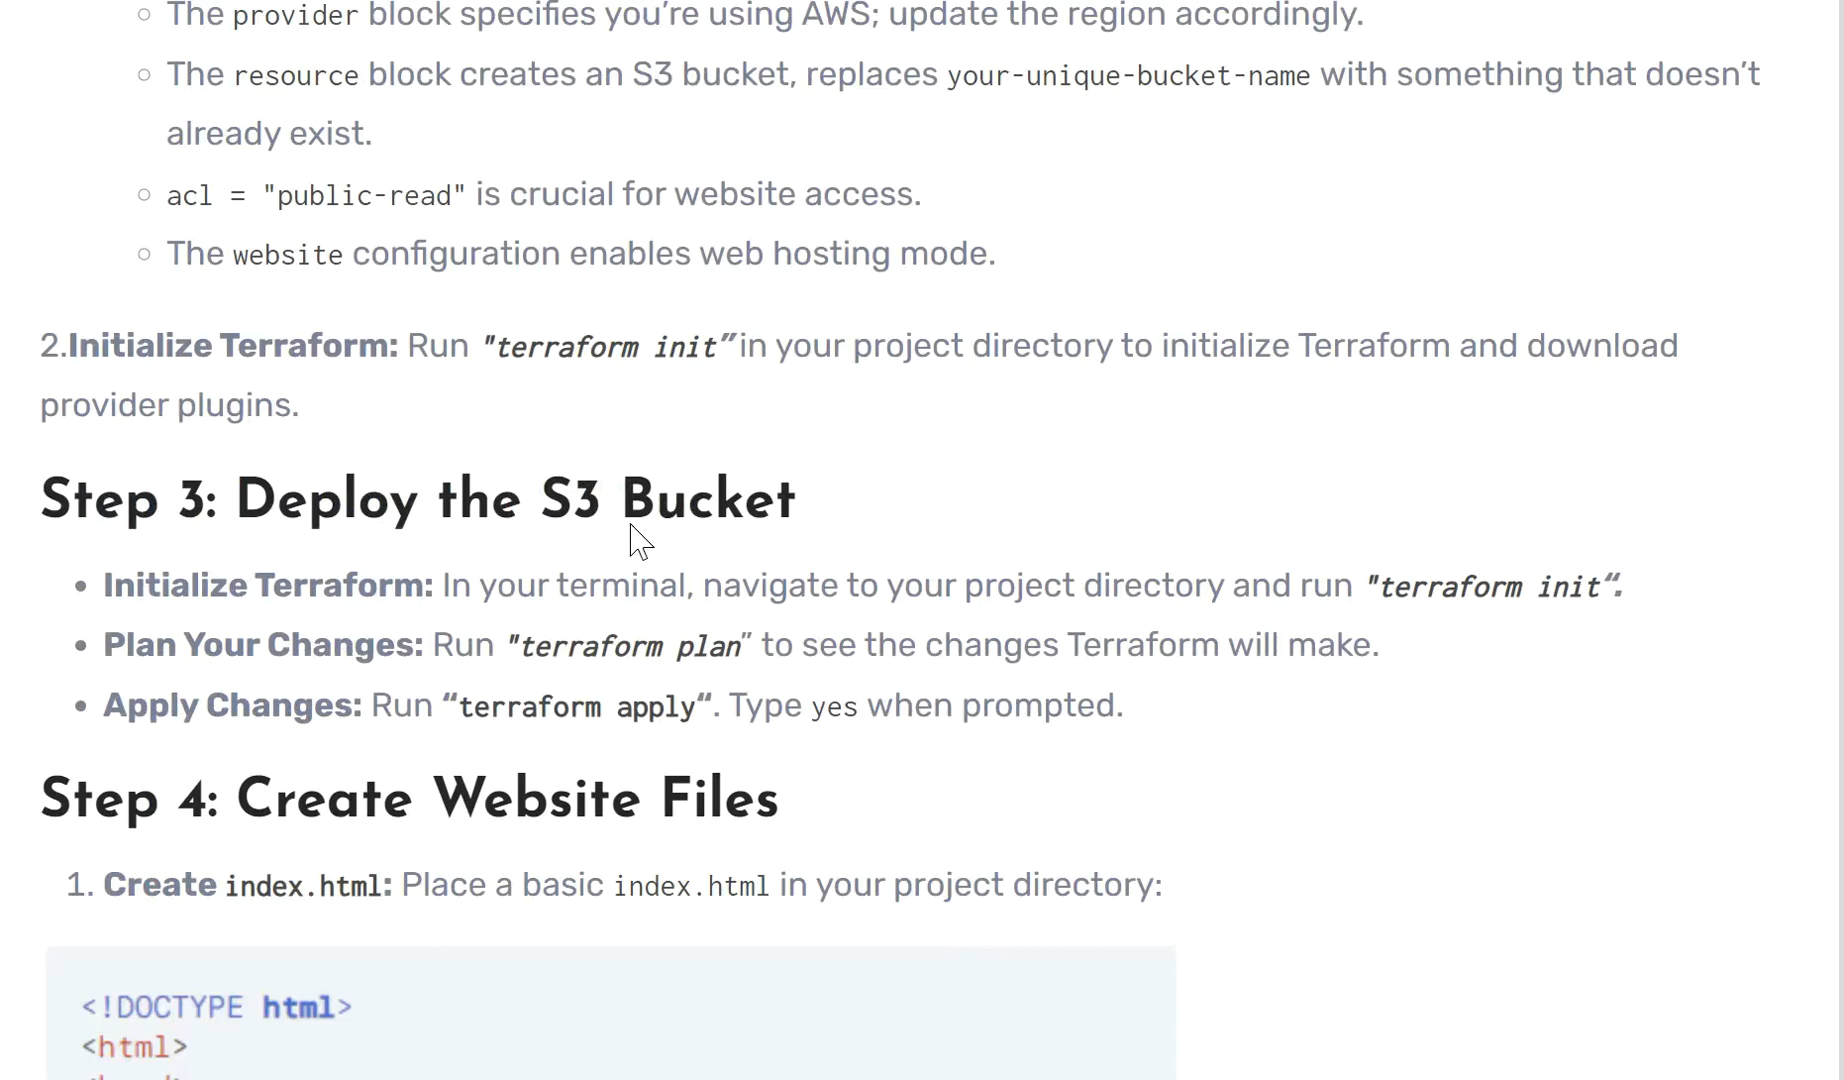 The provider block specifies you’re using AWS; update the region accordingly.
The resource block creates an S3 bucket, replaces your-unique-bucket-name with something that doesn’t
already exist.
acl = "public-read" is crucial for website access.
The website configuration enables web hosting mode.
2.Initialize Terraform: Run "terraform init”in your project directory to initialize Terraform and download
provider plugins.
Step 3: Deploy the S3 Bucket
• Initialize Terraform: In your terminal, navigate to your project directory and run "terraform init“.
• Plan Your Changes: Run "terraform plan” to see the changes Terraform will make.
• Apply Changes: Run “terraform apply“. Type yes when prompted.
Step 4: Create Website Files
1. Create index.html: Place a basic index.html in your project directory:
<!DOCTYPE html>
<html>